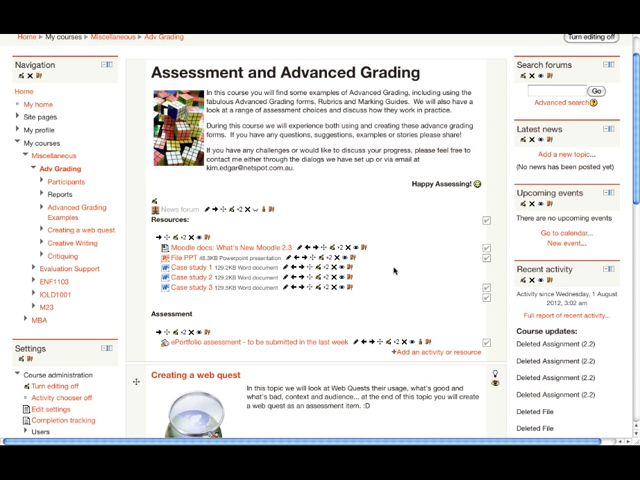 Home ▸ My courses ▸ Miscellaneous ▸ Adv Grading
Turn editing off
Navigation
Home
My home
Site pages
My profile
My courses
Miscellaneous
Adv Grading
Participants
Reports
Advanced Grading
Examples
Creating a web quest
Creative Writing
Critiquing
Evaluation Support
ENF1103
IOLD1001
M23
MBA
Settings
Course administration
Turn editing off
Activity chooser off
Edit settings
Completion tracking
Users
Assessment and Advanced Grading
In this course you will find some examples of Advanced Grading, including using the
fabulous Advanced Grading forms, Rubrics and Marking Guides. We will also have a
look at a range of assessment choices and discuss how they work in practice.
During this course we will experience both using and creating these advance grading
forms. If you have any questions, suggestions, examples or stories please share!
If you have any challenges or would like to discuss your progress, please feel free to
contact me either through the dialogs we have set up or via email at
kim.edgar@netspot.com.au.
Happy Assessing!
News forum
Resources:
Moodle docs: What's New Moodle 2.3
File PPT 48.3KB Powerpoint presentation
Case study 1 129.2KB Word document
Case study 2 129.2KB Word document
Case study 3 129.5KB Word document
Assessment
ePortfolio assessment - to be submitted in the last week
Add an activity or resource
Creating a web quest
In this topic we will look at Web Quests their usage, what's good and
what's bad, context and audience... at the end of this topic you will create
a web quest as an assessment item. :D
Search forums
Go
Advanced search
Latest news
Add a new topic...
(No news has been posted yet)
Upcoming events
There are no upcoming events
Go to calendar...
New event...
Recent activity
Activity since Wednesday, 1 August
2012, 3:02 am
Full report of recent activity...
Course updates:
Deleted Assignment (2.2)
Deleted Assignment (2.2)
Deleted Assignment (2.2)
Deleted Assignment (2.2)
Deleted File
Deleted File